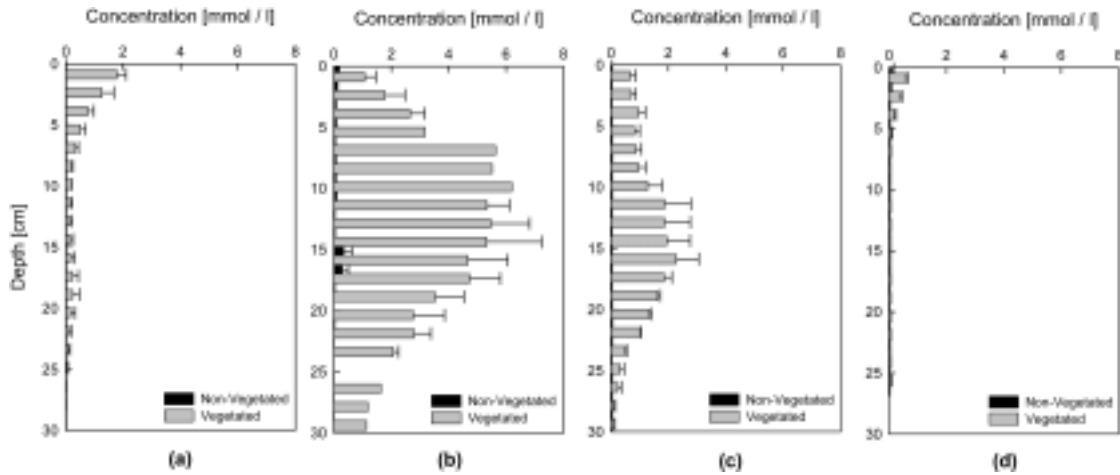 Concentration [mmol / l]
0 2 4 6 8
0
5
10
15
20
25
30
Depth [cm]
Non-Vegetated
Vegetated
(a)
Concentration [mmol / l]
0 2 4 6 8
0
5
10
15
20
25
30
Non-Vegetated
Vegetated
(b)
Concentration [mmol / l]
0 2 4 6 8
0
5
10
15
20
25
30
Non-Vegetated
Vegetated
(c)
Concentration [mmol / l]
0 2 4 6 8
0
5
10
15
20
25
30
Non-Vegetated
Vegetated
(d)